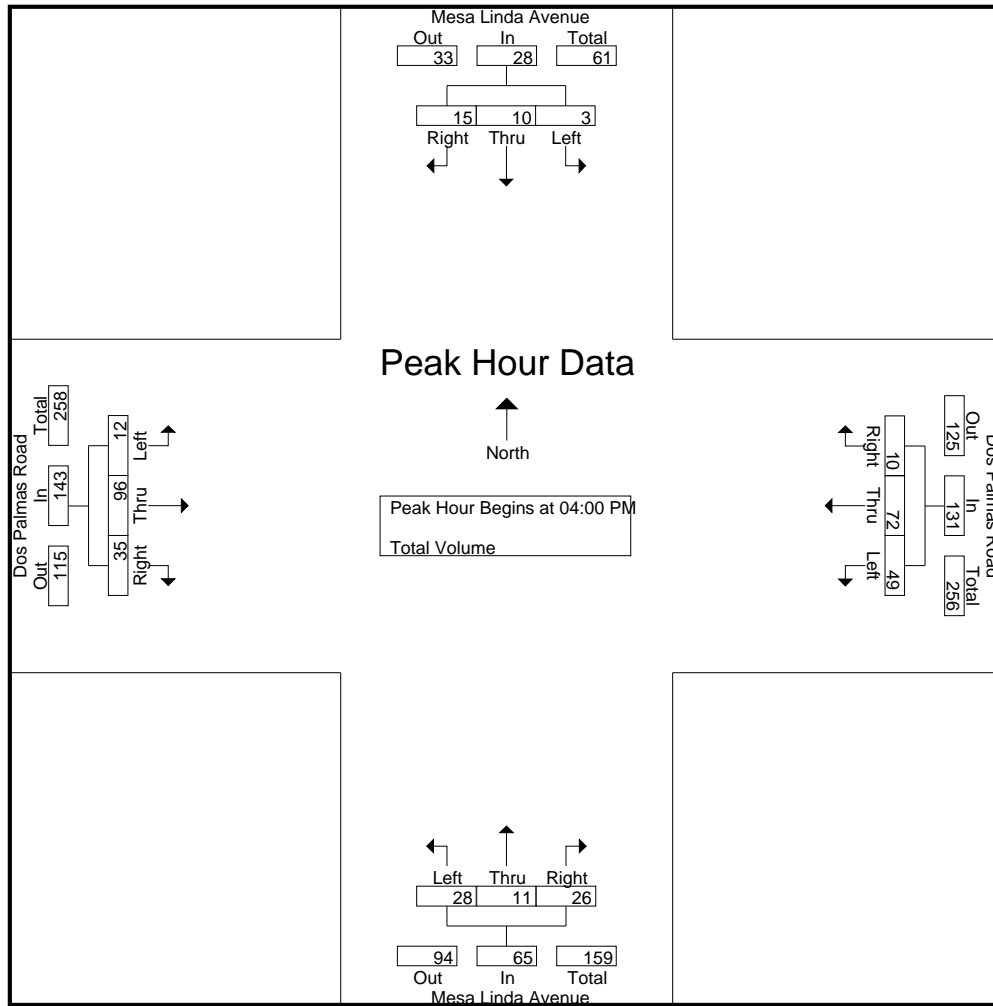 Mesa Linda Avenue
Out In Total
33 28 61
15 10 3
Right Thru Left
Peak Hour Data
North
Peak Hour Begins at 04:00 PM
Total Volume
Dos Palmas Road
Out In Total
115 143 258
35 96 12
Right Thru Left
Dos Palmas Road
Out In Total
125 131 256
10 72 49
Right Thru Left
Left Thru Right
28 11 26
94 65 159
Out In Total
Mesa Linda Avenue